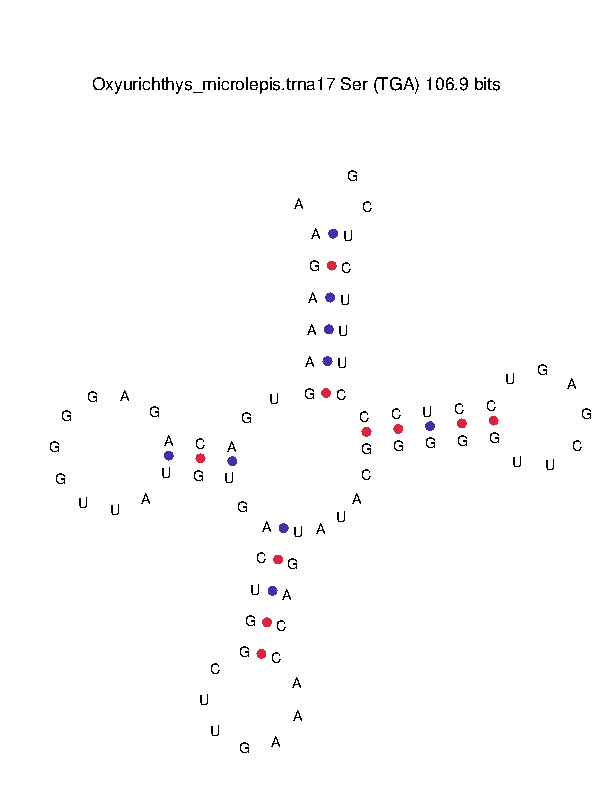 Oxyurichthys_microlepis.trna17 Ser (TGA) 106.9 bits
G
A C
A U
G C
A U
A U
A U G
U A
G A U G C C C U C C
G G G G
G A C A G G G G G C
G U G U C U U
U U A A
G U
A U A
C G
U A
G C
G C
C A
U A
U
G A